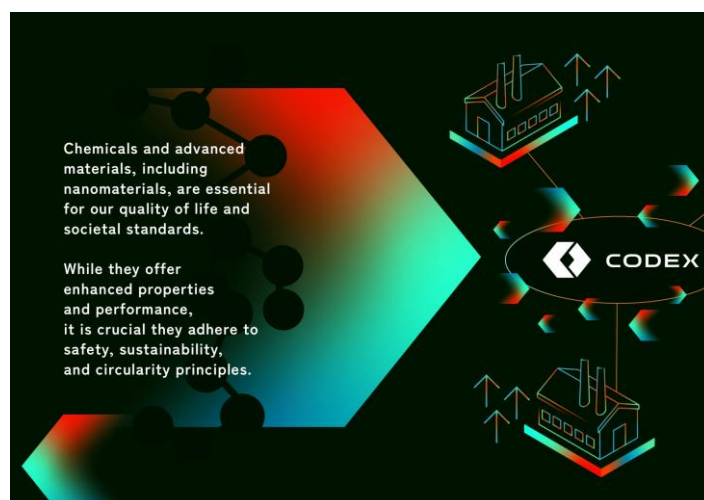 Chemicals and advanced
materials, including
nanomaterials, are essential
for our quality of life and
societal standards.
While they offer
enhanced properties
and performance,
it is crucial they adhere to
safety, sustainability,
and circularity principles.
CODEX